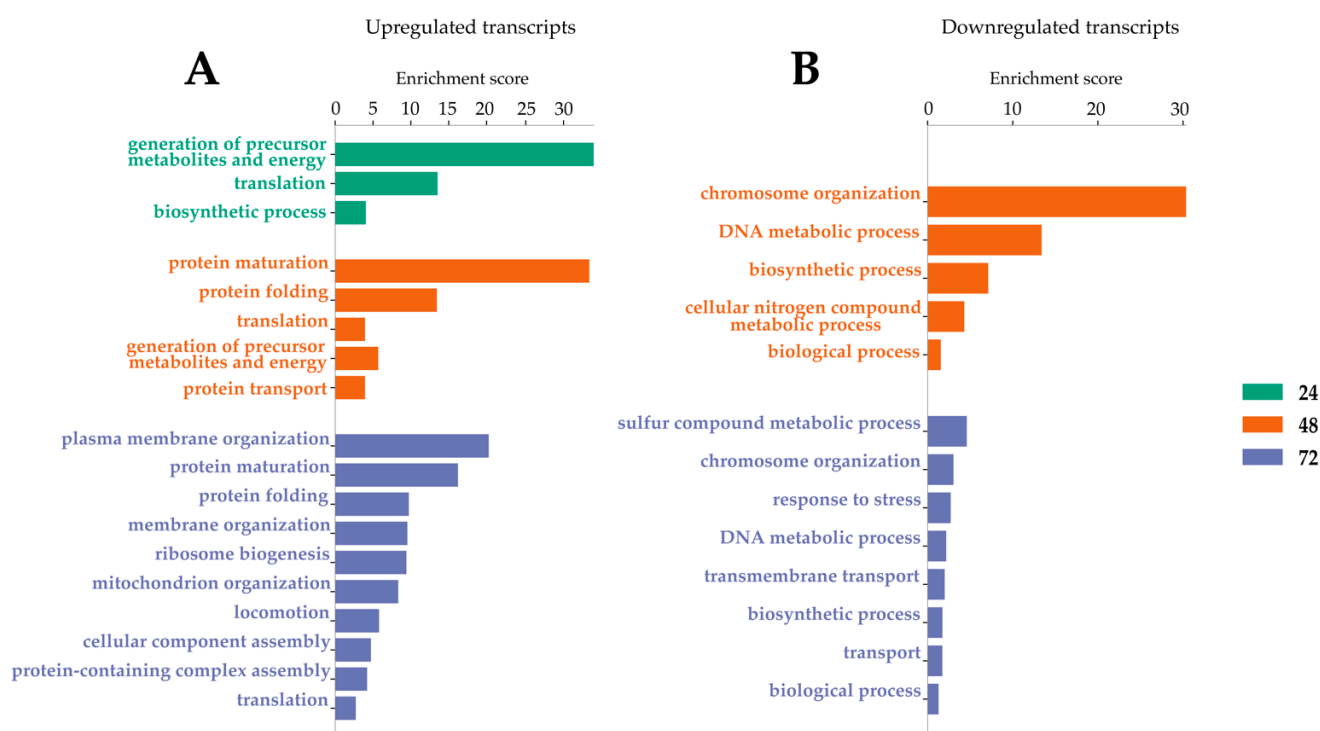 Upregulated transcripts
A
Enrichment score
0 5 10 15 20 25 30
generation of precursor
metabolites and energy
translation
biosynthetic process
protein maturation
protein folding
translation
generation of precursor
metabolites and energy
protein transport
plasma membrane organization
protein maturation
protein folding
membrane organization
ribosome biogenesis
mitochondrion organization
locomotion
cellular component assembly
protein-containing complex assembly
translation
Downregulated transcripts
B
Enrichment score
0 10 20 30
chromosome organization
DNA metabolic process
biosynthetic process
cellular nitrogen compound
metabolic process
biological process
sulfur compound metabolic process
chromosome organization
response to stress
DNA metabolic process
transmembrane transport
biosynthetic process
transport
biological process
24
48
72